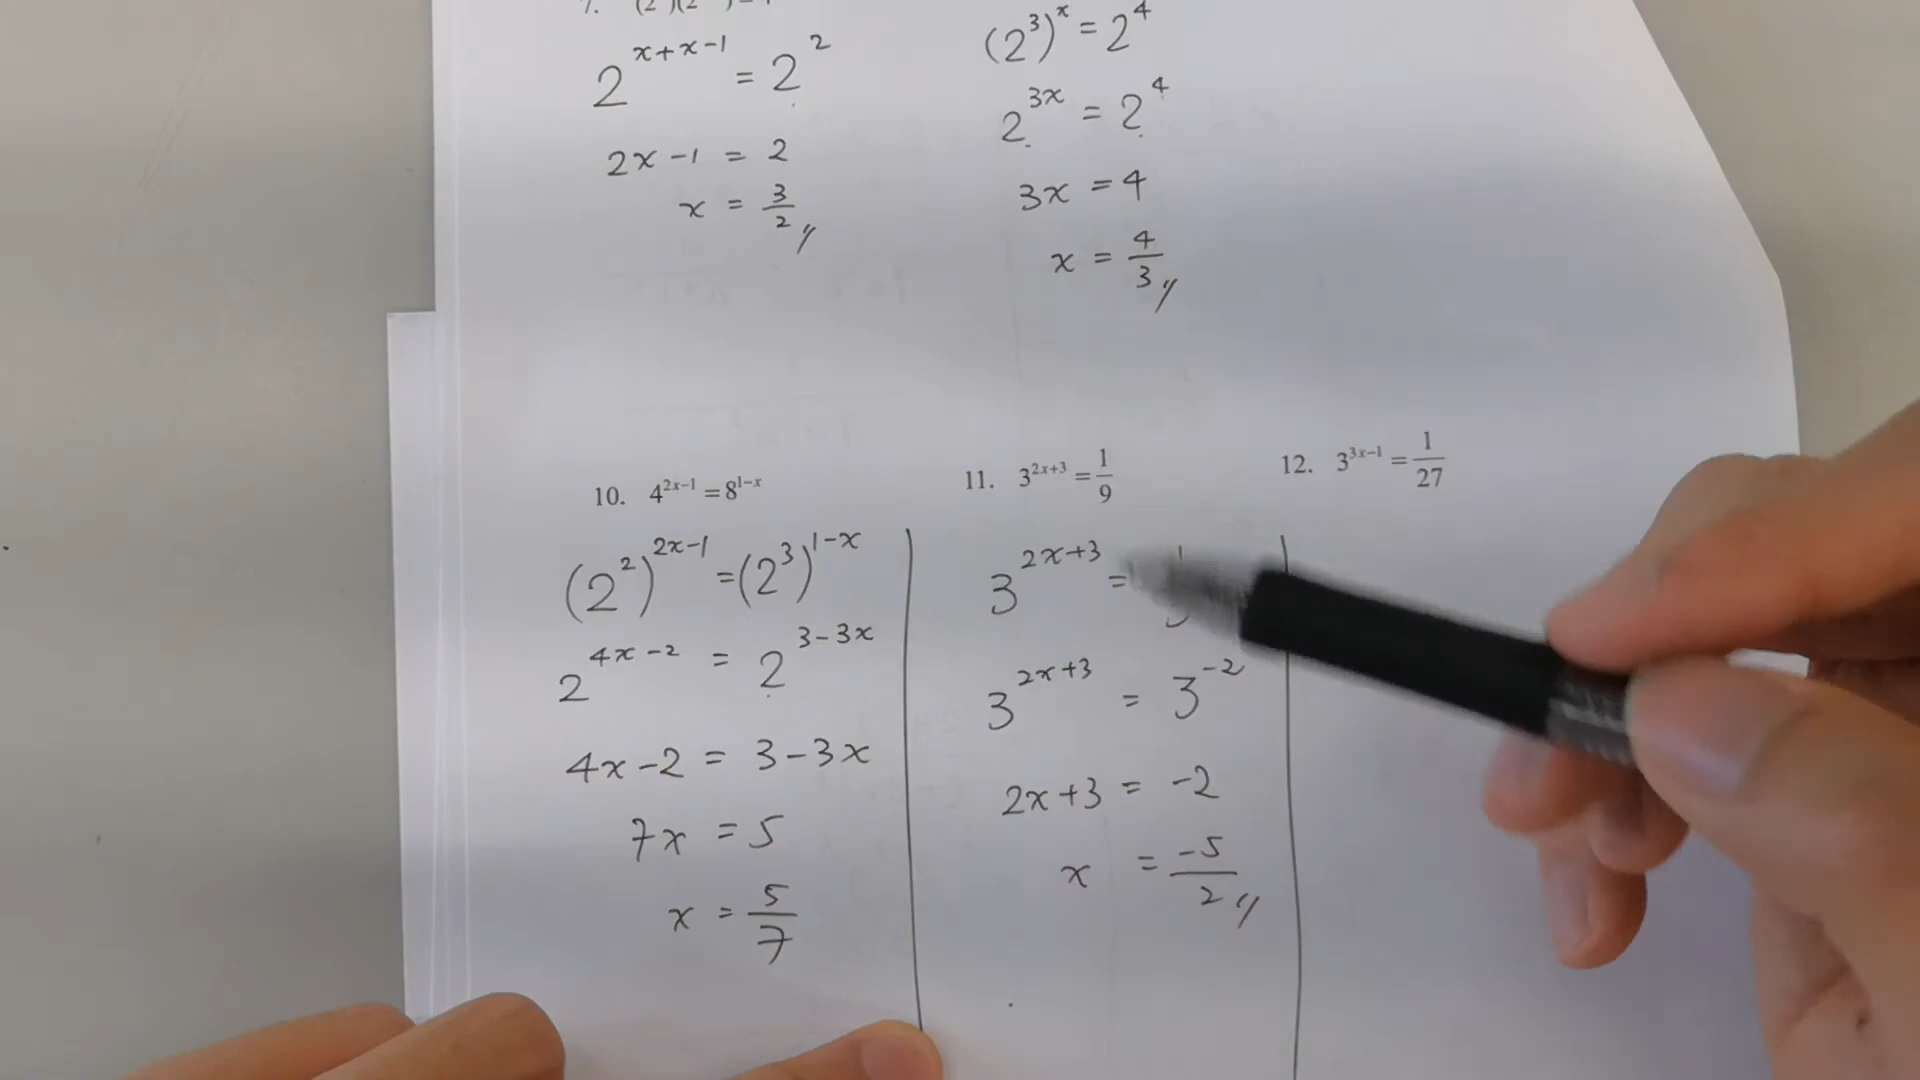 7.
2^{x+x-1} = 2^2
2x-1 = 2
x = 3/2
(2^3)^x = 2^4
2^{3x} = 2^4
3x = 4
x = 4/3
10. 4^{2x-1} = 8^{1-x}
(2^2)^{2x-1} = (2^3)^{1-x}
2^{4x-2} = 2^{3-3x}
4x-2 = 3-3x
7x = 5
x = 5/7
11. 3^{2x+3} = 1/9
3^{2x+3} =
3^{2x+3} = 3^{-2}
2x+3 = -2
x = -5/2
12. 3^{3x-1} = 1/27